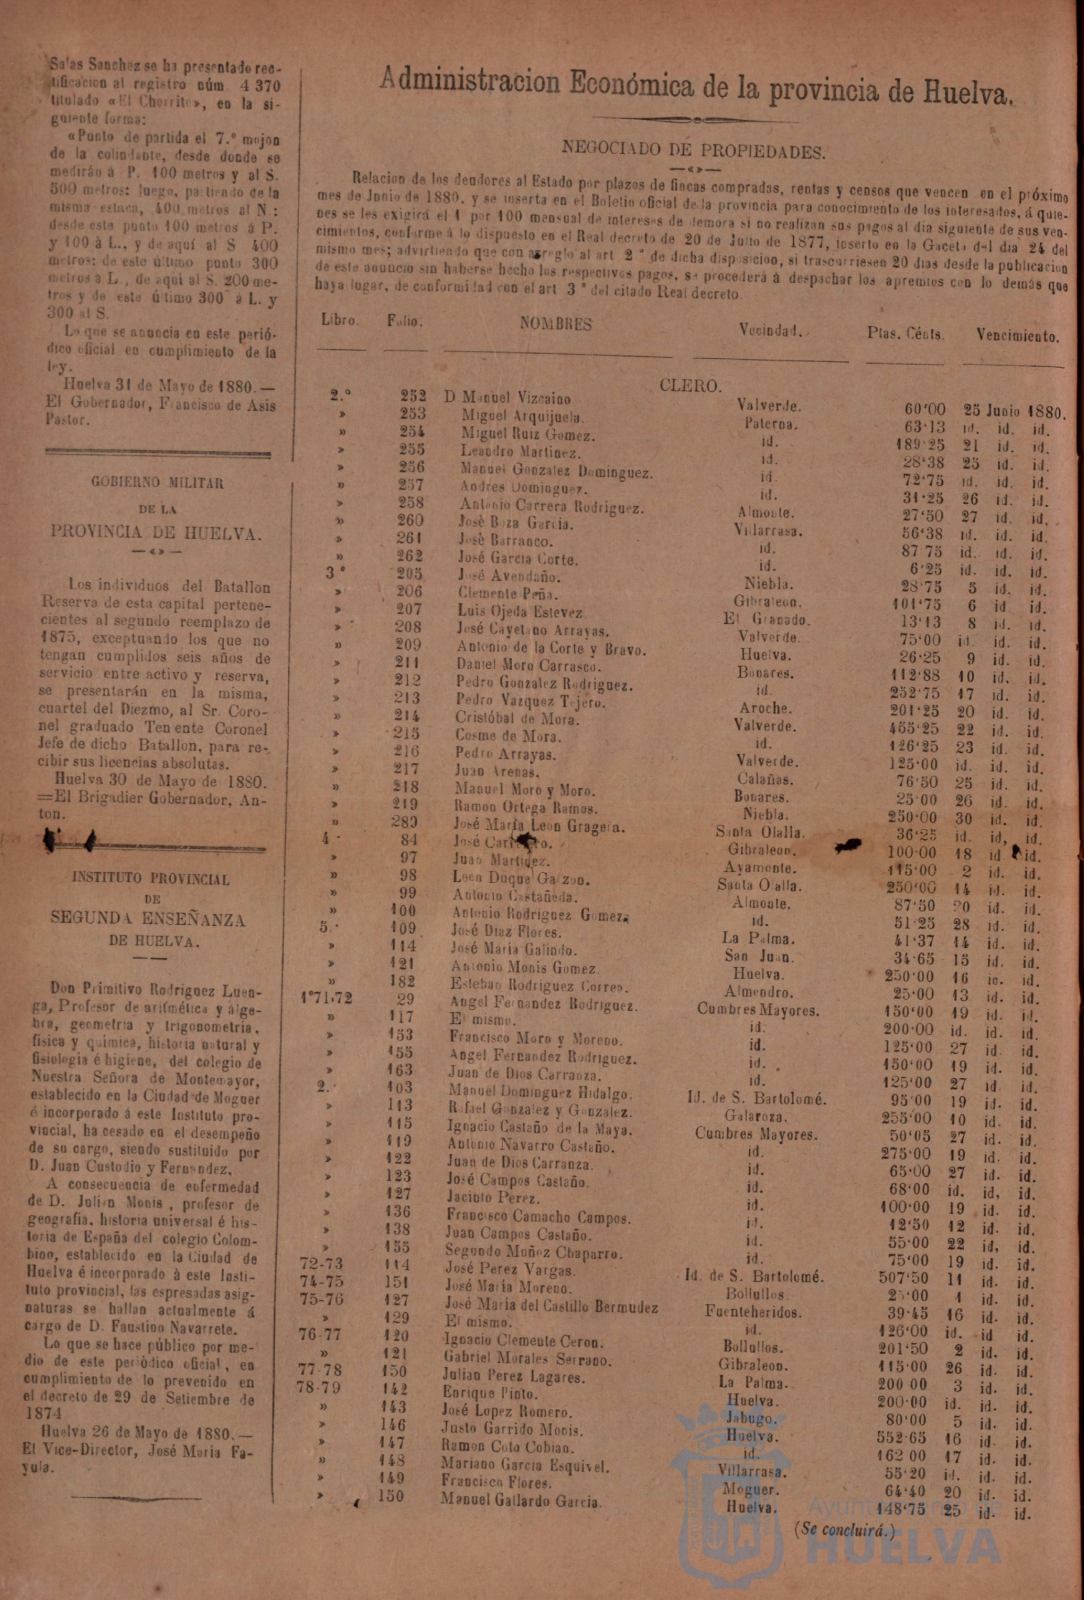 Salas Sanchez se ha presentado rec-
tificacion al registro núm. 4 370
titulado «El Chorrito», en la si-
guiente forma:
«Punto de partida el 7.° mojon
de la colindante, desde donde se
medirán á P. 100 metros y al S.
500 metros: luego, partiendo de la
misma estaca, 400 metros al N.:
desde este punto 100 metros á P.
y 100 á L., y de aquí al S 400
metros: de este último punto 300
metros á L., de aquí al S. 200 me-
tros y de este último 300 á L. y
300 al S.
Lo que se anuncia en este perió-
dico oficial en cumplimiento de la
ley.
Huelva 31 de Mayo de 1880.—
El Gobernador, Francisco de Asis
Pastor.
GOBIERNO MILITAR
DE LA
PROVINCIA DE HUELVA.
Los individuos del Batallon
Reserva de esta capital pertene-
cientes al segundo reemplazo de
1875, exceptuando los que no
tengan cumplidos seis años de
servicio entre activo y reserva,
se presentarán en la misma,
cuartel del Diezmo, al Sr. Coro-
nel graduado Teniente Coronel
Jefe de dicho Batallon, para re-
cibir sus licencias absolutas.
Huelva 30 de Mayo de 1880.
=El Brigadier Gobernador, An-
ton.
INSTITUTO PROVINCIAL
DE
SEGUNDA ENSEÑANZA
DE HUELVA.
Don Primitivo Rodriguez Luen-
ga, Profesor de aritmética y álge-
bra, geometria y trigonometria,
fisica y quimica, historia natural y
fisiologia é higiene, del colegio de
Nuestra Señora de Montemayor,
establecido en la Ciudad de Moguer
é incorporado á este Instituto pro-
vincial, ha cesado en el desempeño
de su cargo, siendo sustituido por
D. Juan Custodio y Fernandez.
A consecuencia de enfermedad
de D. Julian Monis, profesor de
geografia, historia universal é his-
toria de España del colegio Colom-
bino, establecido en la Ciudad de
Huelva é incorporado á este Insti-
tuto provincial, las espresadas asig-
naturas se hallan actualmente á
cargo de D. Faustino Navarrete.
Lo que se hace público por me-
dio de este periódico oficial, en
cumplimiento de lo prevenido en
el decreto de 29 de Setiembre de
1874
Huelva 26 de Mayo de 1880.—
El Vice-Director, José Maria Fa-
yula.
Administracion Económica de la provincia de Huelva.
NEGOCIADO DE PROPIEDADES.
Relacion de los deudores al Estado por plazos de fincas compradas, rentas y censos que vencen en el próximo
mes de Junio de 1880, y se inserta en el Boletin oficial de la provincia para conocimiento de los interesados, á quie-
nes se les exigirá el 1 por 100 mensual de intereses de demora si no realizan sus pagos al dia siguiente de sus ven-
cimientos, conforme á lo dispuesto en el Real decreto de 20 de Julio de 1877, inserto en la Gaceta del dia 24 del
mismo mes; advirtiendo que con arreglo al art 2.° de dicha disposicion, si trascurriesen 20 dias desde la publicacion
de este anuncio sin haberse hecho los respectivos pagos, se procederá á despachar los apremios con lo demás que
haya lugar, de conformidad con el art 3.° del citado Real decreto.
Libro. Folio. NOMBRES Vecindad. Ptas. Cénts. Vencimiento.
CLERO.
2.° 252 D. Manuel Vizcaino Valverde. 60'00 25 Junio 1880.
» 253 Miguel Arquijuela. Paterna. 63'13 id. id. id.
» 254 Miguel Ruiz Gomez. id. 189'25 21 id. id.
» 255 Leandro Martinez. id. 28'38 25 id. id.
» 256 Manuel Gonzalez Dominguez. id. 72'75 id. id. id.
» 257 Andres Dominguez. id. 31'25 26 id. id.
» 258 Antonio Carrera Rodriguez. Almonte. 27'50 27 id. id.
» 260 José Boza Garcia. Villarrasa. 56'38 id. id. id.
» 261 José Barranco. id. 87 75 id. id. id.
» 262 José Garcia Corte. id. 6'25 id. id. id.
3.° 205 José Avendaño. Niebla. 28'75 5 id. id.
» 206 Clemente Peña. Gibraleon. 101'75 6 id id.
» 207 Luis Ojeda Estevez El Granado. 13'13 8 id. id.
» 208 José Cayetano Arrayas. Valverde. 75'00 id. id. id.
» 209 Antonio de la Corte y Bravo. Huelva. 26'25 9 id. id.
» 211 Daniel Moro Carrasco. Bonares. 112'88 10 id. id.
» 212 Pedro Gonzalez Rodriguez. id. 252'75 17 id. id.
» 213 Pedro Vazquez Tejero. Aroche. 201'25 20 id. id.
» 214 Cristóbal de Mora. Valverde. 455'25 22 id. id.
» 215 Cosme de Mora. id. 126'25 23 id. id.
» 216 Pedro Arrayas. Valverde. 125'00 id. id. id.
» 217 Juan Arenas. Calañas. 76'50 25 id. id.
» 218 Manuel Moro y Moro. Bonares. 25'00 26 id. id.
» 219 Ramon Ortega Ramos. Niebla. 250'00 30 id. id.
» 289 José Maria Leon Gragera. Santa Olalla. 36'25 id. id, id.
4.° 84 José Gibraleon. 100'00 18 id id.
» 97 Juan Martinez. Ayamonte. 115'00 2 id. id.
» 98 Leon Duque Garzon. Santa Olalla. 250'00 14 id. id.
» 99 Antonio Castañeda. Almonte. 87'50 20 id. id.
» 100 Antonio Rodriguez Gomez id. 51'25 28 id. id.
5.° 109 José Diaz Flores. La Palma. 41'37 14 id. id.
» 114 José Maria Galindo. San Juan. 34'65 15 id. id.
» 121 Antonio Monis Gomez. Huelva. 250'00 16 id. id.
» 182 Esteban Rodriguez Correa. Almendro. 25'00 13 id. id.
1°71-72 29 Angel Fernandez Rodriguez. Cumbres Mayores. 150'00 19 id. id.
» 117 El mismo. id. 200'00 id. id. id.
» 153 Francisco Moro y Moreno. id. 125'00 27 id. id.
» 155 Angel Fernandez Rodriguez. id. 150'00 19 id. id.
» 163 Juan de Dios Carranza. id. 125'00 27 id. id.
2.° 103 Manuel Dominguez Hidalgo. Id. de S. Bartolomé. 95'00 19 id. id.
» 113 Rafael Gonzalez y Gonzalez. Galaroza. 255'00 10 id. id.
» 115 Ignacio Castaño de la Maya. Cumbres Mayores. 50'05 27 id. id.
» 119 Antonio Navarro Castaño. id. 275'00 19 id. id.
» 122 Juan de Dios Carranza. id. 65'00 27 id. id.
» 123 José Campos Castaño. id. 68'00 id. id, id.
» 127 Jacinto Perez. id. 100'00 19 id. id.
» 136 Francisco Camacho Campos. id. 12'50 12 id. id.
» 138 Juan Campos Castaño. id. 55'00 22 id, id.
» 155 Segundo Muñoz Chaparro. id. 75'00 19 id. id.
72-73 114 José Perez Vargas. Id. de S. Bartolomé. 507'50 11 id. id.
74-75 151 José Maria Moreno. Bollullos. 25'00 1 id. id.
75-76 127 José Maria del Castillo Bermudez Fuenteheridos. 39'45 16 id. id.
» 129 El mismo. id. 126'00 id. id id.
76-77 120 Ignacio Clemente Ceron. Bollullos. 201'50 2 id. id.
» 121 Gabriel Morales Serrano. Gibraleon. 115'00 26 id. id.
77-78 150 Julian Perez Lagares. La Palma. 200 00 3 id. id.
78-79 142 Enrique Pinto. Huelva. 200'00 id. id. id.
» 143 José Lopez Romero. Jabugo. 80'00 5 id. id.
» 146 Justo Garrido Monis. Huelva. 552'65 16 id. id.
» 147 Ramon Coto Cobian. id. 162 00 17 id. id.
» 148 Mariano Garcia Esquivel. Villarrasa. 55'20 id. id. id.
» 149 Francisco Flores. Moguer. 64'40 20 id. id.
» 150 Manuel Gallardo Garcia. Huelva. 148'75 25 id. id.
(Se concluirá.)
Ayuntamiento de
HUELVA